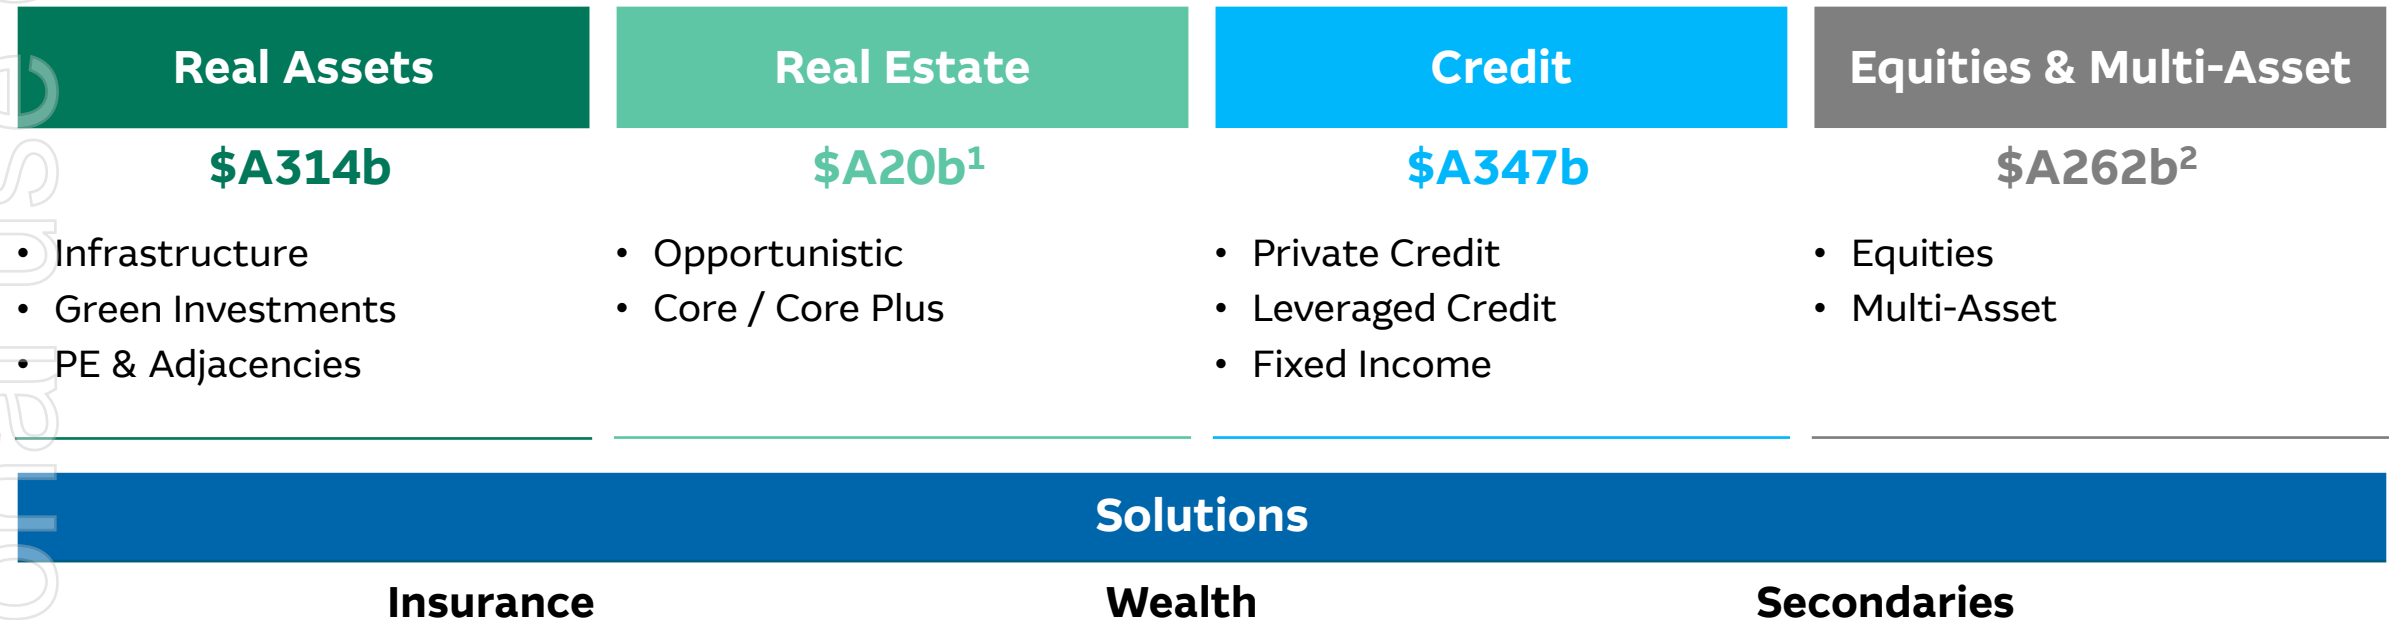 Real Assets
$A314b
• Infrastructure
• Green Investments
• PE & Adjacencies
Real Estate
$A20b¹
• Opportunistic
• Core / Core Plus
Credit
$A347b
• Private Credit
• Leveraged Credit
• Fixed Income
Equities & Multi-Asset
$A262b²
• Equities
• Multi-Asset
Solutions
Insurance
Wealth
Secondaries